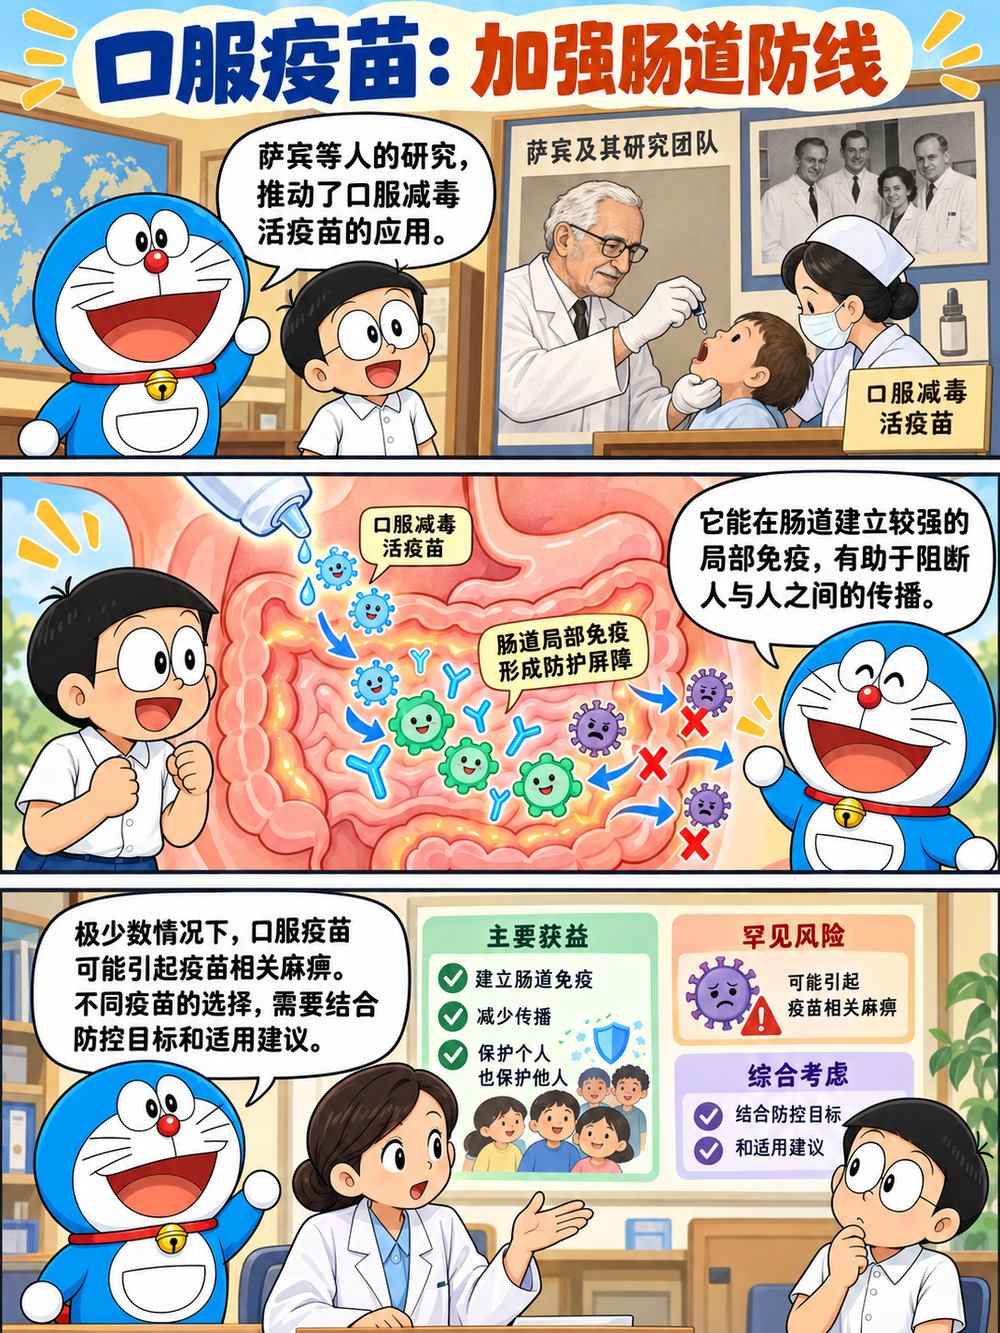 口服疫苗：加强肠道防线
萨宾等人的研究，
推动了口服减毒
活疫苗的应用。
萨宾及其研究团队
口服减毒
活疫苗
口服减毒
活疫苗
它能在肠道建立较强的
局部免疫，有助于阻断
人与人之间的传播。
肠道局部免疫
形成防护屏障
极少数情况下，口服疫苗
可能引起疫苗相关麻痹。
不同疫苗的选择，需要结合
防控目标和适用建议。
主要获益
建立肠道免疫
减少传播
保护个人
也保护他人
罕见风险
可能引起
疫苗相关麻痹
综合考虑
结合防控目标
和适用建议